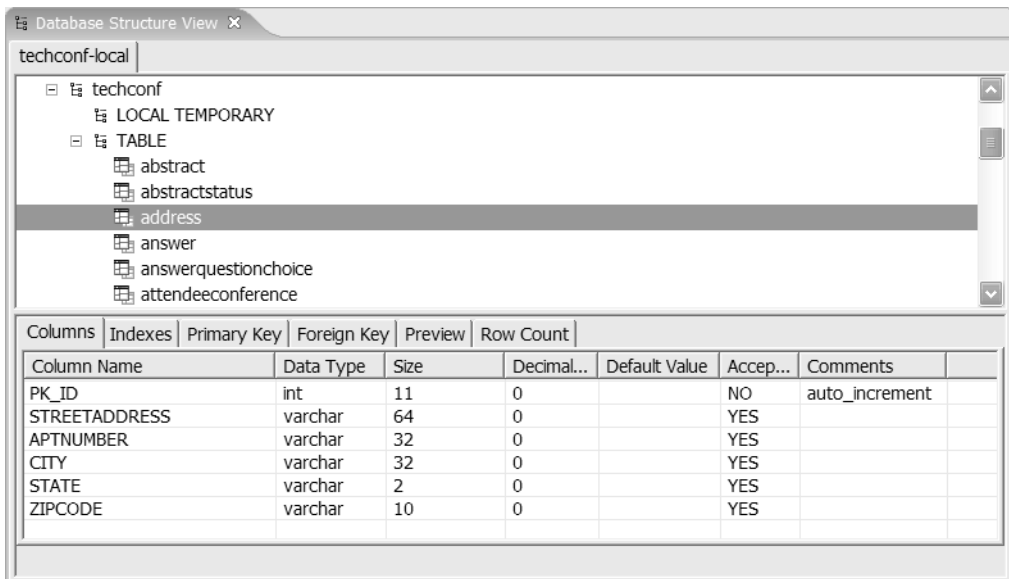 Database Structure View
techconf-local
techconf
LOCAL TEMPORARY
TABLE
abstract
abstractstatus
address
answer
answerquestionchoice
attendeeconference
Columns Indexes Primary Key Foreign Key Preview Row Count
Column Name Data Type Size Decimal... Default Value Accep... Comments
PK_ID int 11 0 NO auto_increment
STREETADDRESS varchar 64 0 YES
APTNUMBER varchar 32 0 YES
CITY varchar 32 0 YES
STATE varchar 2 0 YES
ZIPCODE varchar 10 0 YES